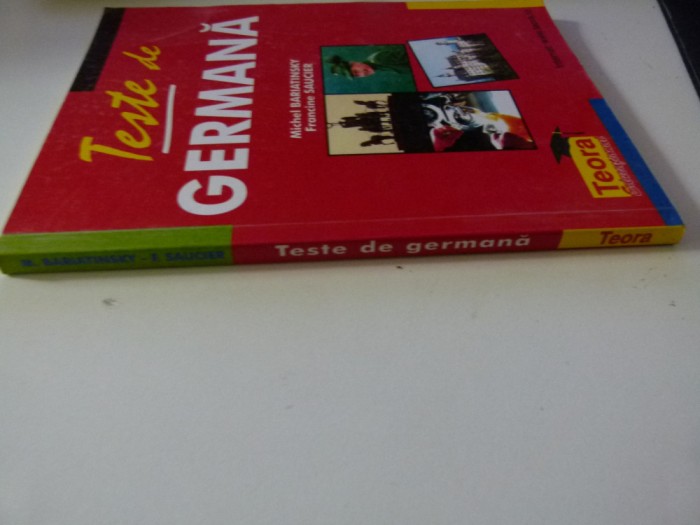 Teste de
GERMANĂ
Michel BARIATINSKY
Francine SAUCIER
Teora
M. BARIATINSKY - F. SAUCIER
Teste de germană
Teora